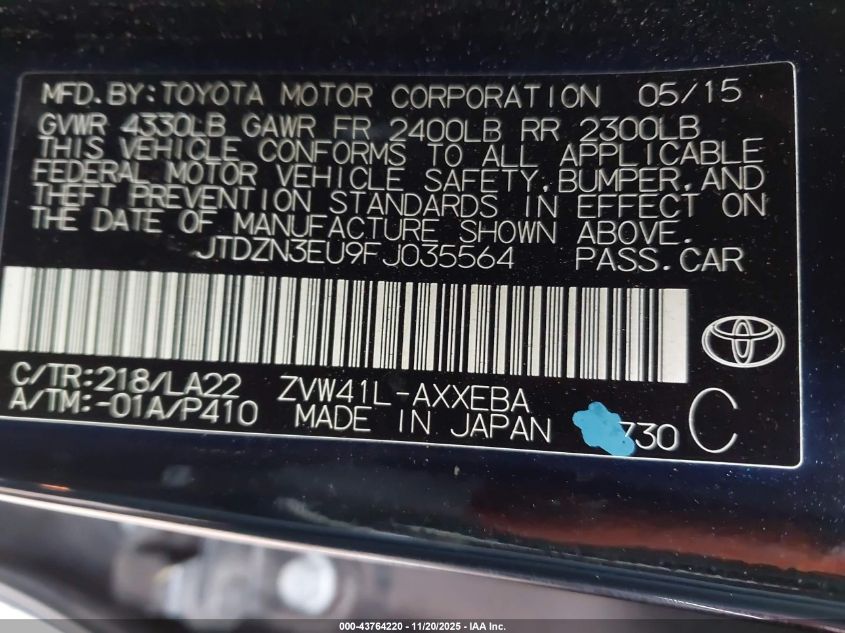 MFD.BY:TOYOTA MOTOR CORPORATION 05/15
GVWR 4330LB GAWR FR 2400LB RR 2300LB
THIS VEHICLE CONFORMS TO ALL APPLICABLE
FEDERAL MOTOR VEHICLE SAFETY,BUMPER,AND
THEFT PREVENTION STANDARDS IN EFFECT ON
THE DATE OF MANUFACTURE SHOWN ABOVE.
JTDZN3EU9FJ035564 PASS.CAR
C/TR:218/LA22 ZVW41L-AXXEBA
A/TM:-01A/P410 MADE IN JAPAN 730 C
000-43764220 - 11/20/2025 - IAA Inc.